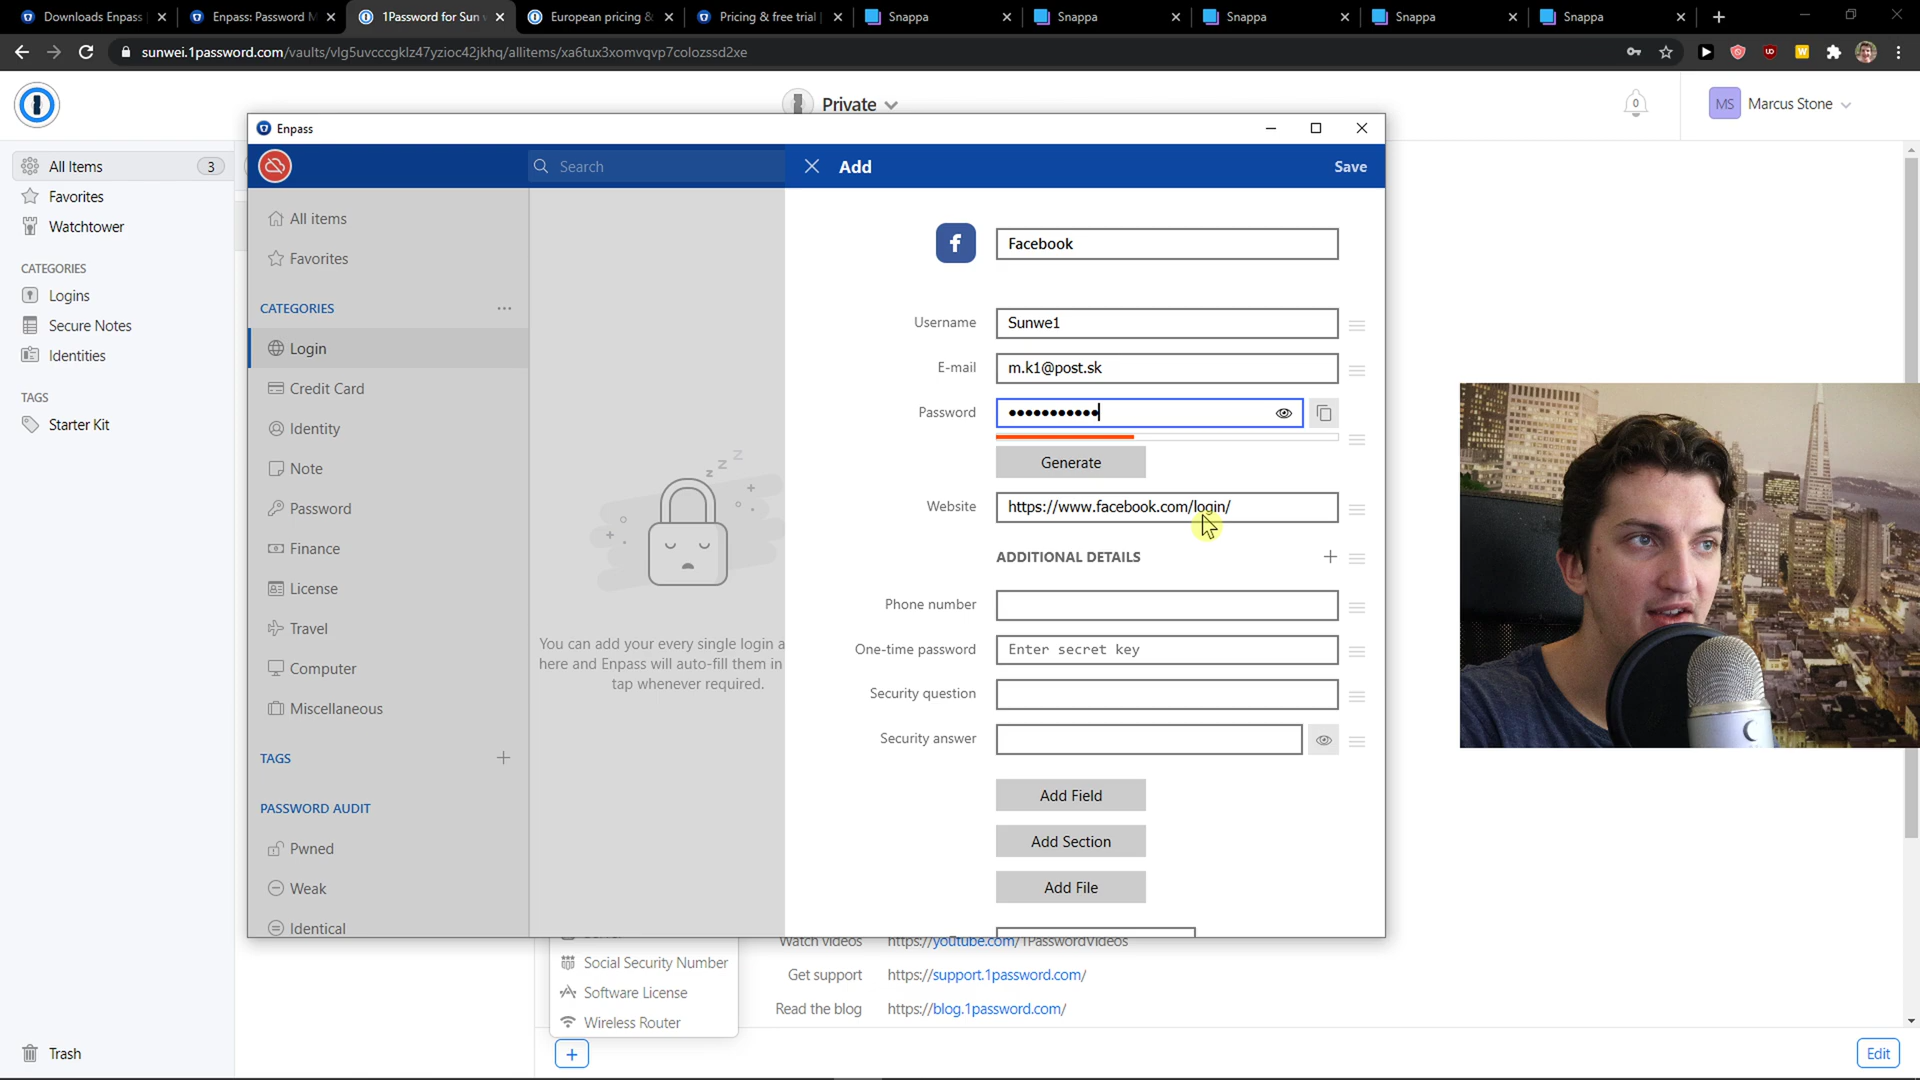 Downloads Enpass
Enpass: Password M
1Password for Sun
European pricing &
Pricing & free trial
Snappa
Snappa
Snappa
Snappa
Snappa
sunwei.1password.com/vaults/vlg5uvcccgklz47yzioc42jkhq/allitems/xa6tux3xomvqvp7colozssd2xe
Private
0
MS
Marcus Stone
All Items
3
Favorites
Watchtower
CATEGORIES
Logins
Secure Notes
Identities
TAGS
Starter Kit
Trash
Enpass
Search
Add
Save
All items
Favorites
CATEGORIES
Login
Credit Card
Identity
Note
Password
Finance
License
Travel
Computer
Miscellaneous
TAGS
PASSWORD AUDIT
Pwned
Weak
Identical
You can add your every single login a
here and Enpass will auto-fill them in
tap whenever required.
Facebook
Username
Sunwe1
E-mail
m.k1@post.sk
Password
•••••••••••
Generate
Website
https://www.facebook.com/login/
ADDITIONAL DETAILS
Phone number
One-time password
Enter secret key
Security question
Security answer
Add Field
Add Section
Add File
Watch videos
https://youtube.com/1PasswordVideos
Social Security Number
Get support
https://support.1password.com/
Software License
Read the blog
https://blog.1password.com/
Wireless Router
Edit